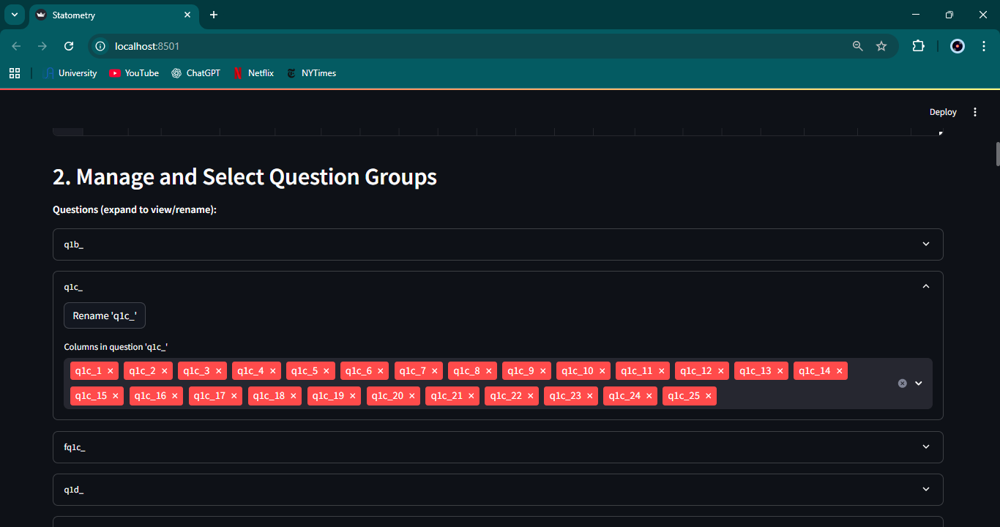 Statometry
localhost:8501
University YouTube ChatGPT Netflix NYTimes
Deploy
2. Manage and Select Question Groups
Questions (expand to view/rename):
q1b_
q1c_
Rename 'q1c_'
Columns in question 'q1c_'
q1c_1 q1c_2 q1c_3 q1c_4 q1c_5 q1c_6 q1c_7 q1c_8 q1c_9 q1c_10 q1c_11 q1c_12 q1c_13 q1c_14
q1c_15 q1c_16 q1c_17 q1c_18 q1c_19 q1c_20 q1c_21 q1c_22 q1c_23 q1c_24 q1c_25
fq1c_
q1d_